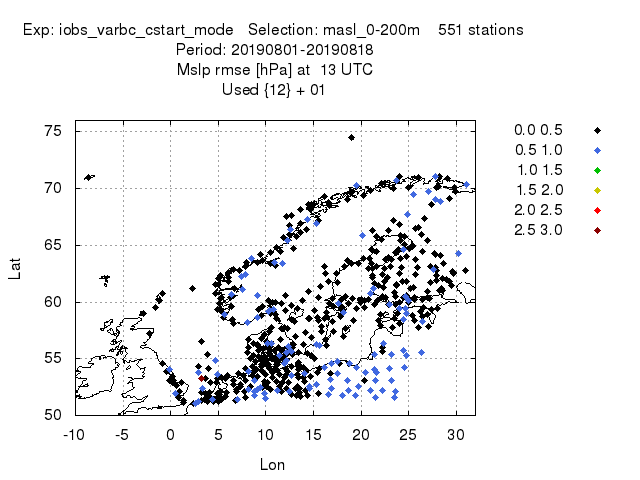 Exp: iobs_varbc_cstart_mode   Selection: masl_0-200m    551 stations
Period: 20190801-20190818
Mslp rmse [hPa] at  13 UTC
Used {12} + 01
0.0 0.5
0.5 1.0
1.0 1.5
1.5 2.0
2.0 2.5
2.5 3.0
75
70
65
60
55
50
Lat
-10 -5 0 5 10 15 20 25 30
Lon